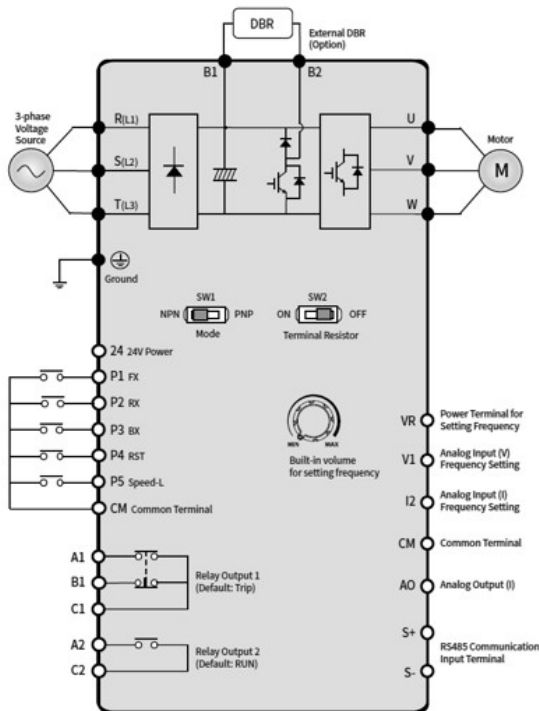 DBR
External DBR
(Option)
B1
B2
3-phase
Voltage
Source
R(L1)
S(L2)
T(L3)
U
V
W
Motor
M
Ground
SW1
NPN
PNP
Mode
SW2
ON
OFF
Terminal Resistor
24 24V Power
P1 FX
P2 RX
P3 BX
P4 RST
P5 Speed-L
CM Common Terminal
MIN
MAX
Built-in volume
for setting frequency
VR
Power Terminal for
Setting Frequency
V1
Analog Input (V)
Frequency Setting
I2
Analog Input (I)
Frequency Setting
CM
Common Terminal
AO
Analog Output (I)
S+
S-
RS485 Communication
Input Terminal
A1
B1
C1
Relay Output 1
(Default: Trip)
A2
C2
Relay Output 2
(Default: RUN)